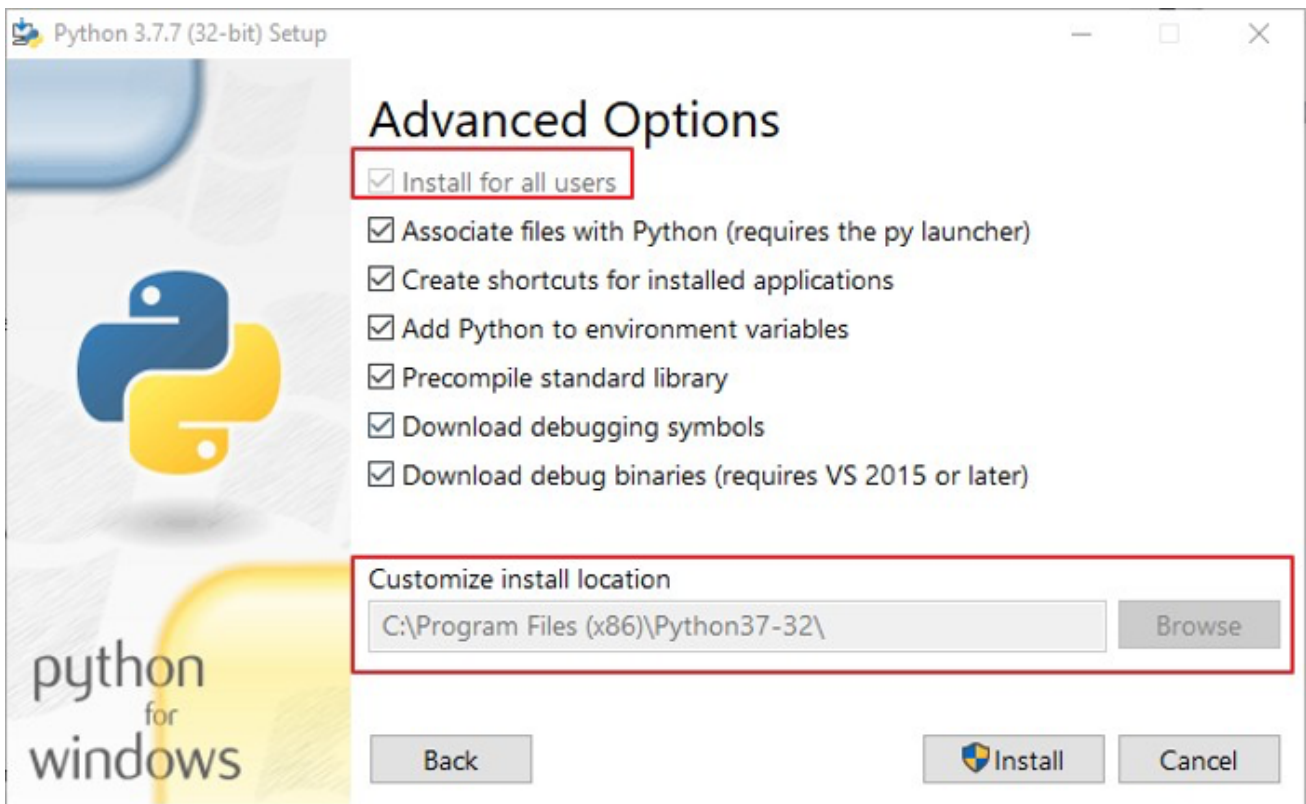 Python 3.7.7 (32-bit) Setup
Advanced Options
Install for all users
Associate files with Python (requires the py launcher)
Create shortcuts for installed applications
Add Python to environment variables
Precompile standard library
Download debugging symbols
Download debug binaries (requires VS 2015 or later)
Customize install location
C:\Program Files (x86)\Python37-32\
Browse
python
for
windows
Back
Install
Cancel